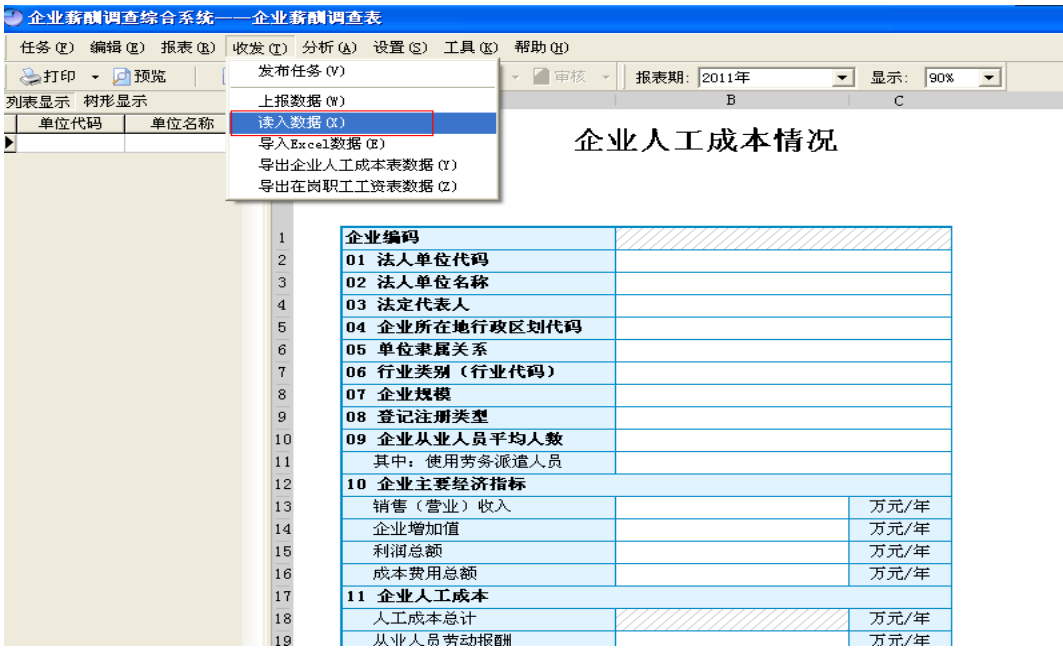 企业薪酬调查综合系统——企业薪酬调查表
任务(F) 编辑(E) 报表(R) 收发(T) 分析(A) 设置(S) 工具(K) 帮助(H)
打印 预览 审核 报表期: 2011年 显示: 90%
发布任务(V)
上报数据(W)
读入数据(X)
导入Excel数据(E)
导出企业人工成本表数据(Y)
导出在岗职工工资表数据(Z)
列表显示 树形显示
B C
单位代码 单位名称
企业人工成本情况
1 企业编码
2 01 法人单位代码
3 02 法人单位名称
4 03 法定代表人
5 04 企业所在地行政区划代码
6 05 单位隶属关系
7 06 行业类别（行业代码）
8 07 企业规模
9 08 登记注册类型
10 09 企业从业人员平均人数
11 其中：使用劳务派遣人员
12 10 企业主要经济指标
13 销售（营业）收入 万元/年
14 企业增加值 万元/年
15 利润总额 万元/年
16 成本费用总额 万元/年
17 11 企业人工成本
18 人工成本总计 万元/年
19 从业人员劳动报酬 万元/年